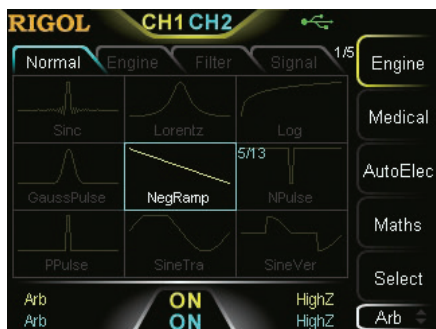 RIGOL CH1 CH2
Normal Engine Filter Signal 1/5
Engine
Sinc Lorentz Log
Medical
5/13
GaussPulse NegRamp NPulse
AutoElec
Maths
PPulse SineTra SineVer
Select
Arb ON HighZ
Arb ON HighZ
Arb